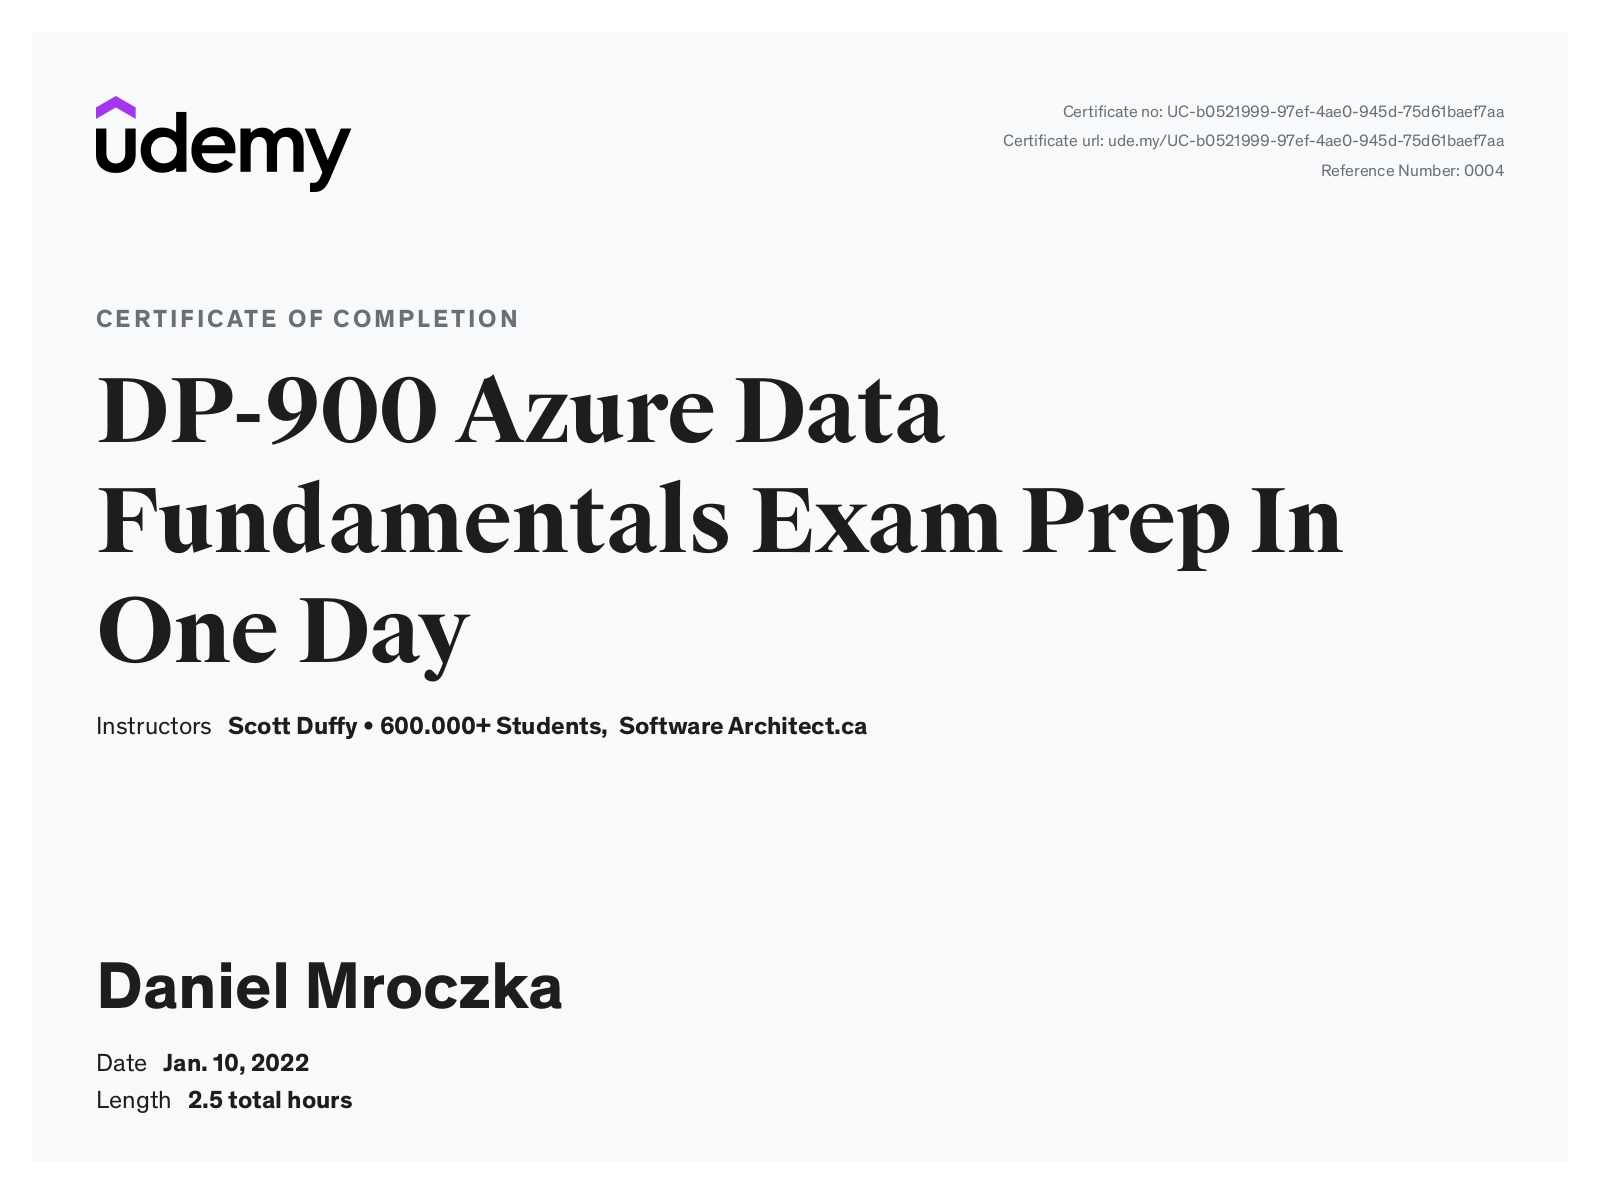 udemy
Certificate no: UC-b0521999-97ef-4ae0-945d-75d61baef7aa
Certificate url: ude.my/UC-b0521999-97ef-4ae0-945d-75d61baef7aa
Reference Number: 0004
CERTIFICATE OF COMPLETION
DP-900 Azure Data
Fundamentals Exam Prep In
One Day
Instructors Scott Duffy • 600.000+ Students, Software Architect.ca
Daniel Mroczka
Date Jan. 10, 2022
Length 2.5 total hours